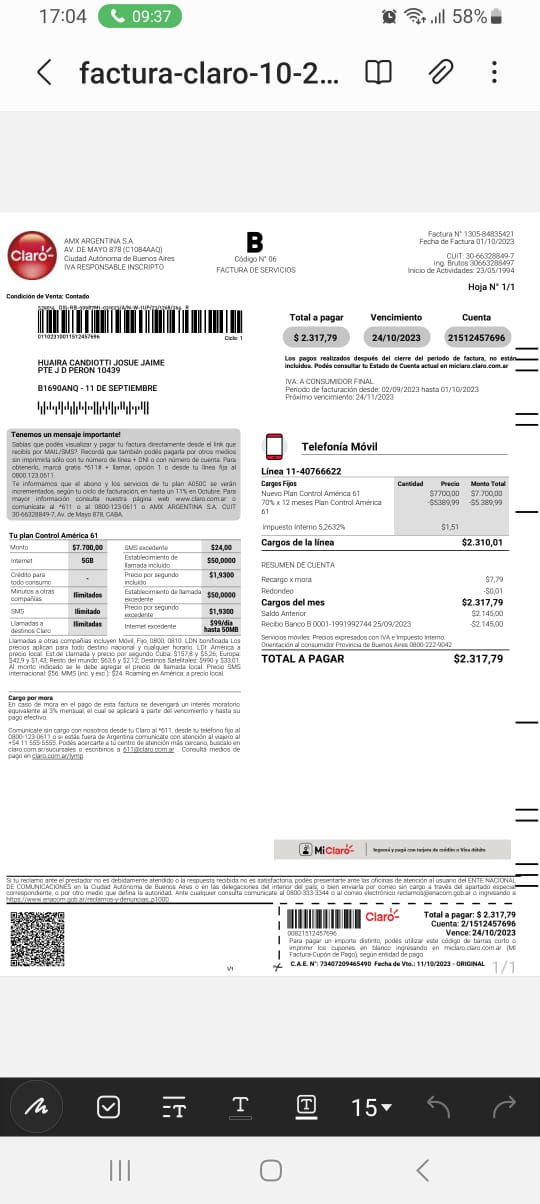 17:04
09:37
58%
factura-claro-10-2...
Claro
AMX ARGENTINA S.A.
AV. DE MAYO 878 (C1084AAQ)
Ciudad Autónoma de Buenos Aires
IVA RESPONSABLE INSCRIPTO
B
Código N° 06
FACTURA DE SERVICIOS
Factura N° 1305-84835421
Fecha de Factura 01/10/2023
CUIT: 30-66328849-7
Ing. Brutos 30663288497
Inicio de Actividades: 23/05/1994
Hoja N° 1/1
Condición de Venta: Contado
01102310011512457696
Ciclo: 1
HUAIRA CANDIOTTI JOSUE JAIME
PTE J D PERON 10439
B1690ANQ - 11 DE SEPTIEMBRE
Total a pagar Vencimiento Cuenta
$ 2.317,79 24/10/2023 21512457696
Los pagos realizados después del cierre del periodo de factura, no están
incluidos. Podés consultar tu Estado de Cuenta actual en miclaro.claro.com.ar
IVA: A CONSUMIDOR FINAL
Periodo de facturación desde: 02/09/2023 hasta 01/10/2023
Próximo vencimiento: 24/11/2023
Tenemos un mensaje importante!
Sabías que podés visualizar y pagar tu factura directamente desde el link que
recibís por MAIL/SMS?. Recordá que también podés pagarla por otros medios
sin imprimirla sólo con tu número de línea + DNI o con número de cuenta. Para
obtenerlo, marcá gratis *611# + llamar, opción 1 o desde tu línea fija al
0800.123.0611.
Te informamos que el abono y los servicios de tu plan A050C se verán
incrementados, según tu ciclo de facturación, en hasta un 11% en Octubre. Para
mayor información consulta nuestra página web www.claro.com.ar o
comunicate al *611 o al 0800-123-0611 o AMX ARGENTINA S.A. CUIT
30-66328849-7, Av. de Mayo 878, CABA.
Tu plan Control América 61
Monto $7.700,00 SMS excedente $24,00
Internet 5GB Establecimiento de llamada incluido $50,0000
Crédito para todo consumo - Precio por segundo incluido $1,9300
Minutos a otras compañías Ilimitados Establecimiento de llamada excedente $50,0000
SMS Ilimitado Precio por segundo excedente $1,9300
Llamadas a destinos Claro Ilimitadas Internet excedente $99/día hasta 50MB
Llamadas a otras compañías incluyen Móvil, Fijo, 0800, 0810. LDN bonificada Los
precios aplican para todo destino nacional y cualquier horario. LDI: América a
precio local. Est.de Llamada y precio por segundo Cuba: $157,8 y $5,26; Europa:
$42,9 y $1,43; Resto del mundo: $63,6 y $2,12; Destinos Satelitales: $990 y $33,01.
Al monto indicado se le debe agregar el precio de llamada local. Precio SMS
internacional: $56. MMS (inc. y exc.): $24. Roaming en América: a precio local.
Cargo por mora
En caso de mora en el pago de esta factura se devengará un interés moratorio
equivalente al 3% mensual, el cual se aplicará a partir del vencimiento y hasta su
pago efectivo.
Comunicate sin cargo con nosotros desde tu Claro al *611, desde tu teléfono fijo al
0800-123-0611 o si estás fuera de Argentina comunicate con atención al viajero al
+54 11 555-5555. Podés acercarte a tu centro de atención más cercano, buscalo en
claro.com.ar/sucursales o escribinos a 611@claro.com.ar . Consultá medios de
pago en claro.com.ar/lymp.
Telefonía Móvil
Línea 11-40766622
Cargos Fijos Cantidad Precio Monto Total
Nuevo Plan Control América 61 $7700,00 $7.700,00
70% x 12 meses Plan Control América -$5389,99 -$5.389,99
61
Impuesto Interno 5,2632% $1,51
Cargos de la línea $2.310,01
RESUMEN DE CUENTA
Recargo x mora $7,79
Redondeo -$0,01
Cargos del mes $2.317,79
Saldo Anterior $2.145,00
Recibo Banco B 0001-1991992744 25/09/2023 -$2.145,00
Servicios móviles: Precios expresados con IVA e Impuesto Interno.
Orientación al consumidor Provincia de Buenos Aires 0800-222-9042
TOTAL A PAGAR $2.317,79
MiClaro
Ingresá y pagá con tarjeta de crédito o Visa débito
Si tu reclamo ante el prestador no es debidamente atendido o la respuesta recibida no es satisfactoria, podés presentarte ante las oficinas de atención al usuario del ENTE NACIONAL
DE COMUNICACIONES en la Ciudad Autónoma de Buenos Aires o en las delegaciones del interior del país; o bien enviarla por correo sin cargo a través del apartado especial
correspondiente, o por otro medio que defina la autoridad. Ante cualquier consulta comunicate al 0800-333-3344 o al correo electrónico reclamos@enacom.gob.ar o ingresando a
https://www.enacom.gob.ar/reclamos-y-denuncias_p1000
1/1
Claro
00821512457696
Total a pagar: $ 2.317,79
Cuenta: 2/1512457696
Vence: 24/10/2023
Para pagar un importe distinto, podés utilizar este código de barras corto o
imprimir los cupones en blanco ingresando en miclaro.claro.com.ar (Mi
Factura-Cupón de Pago), según entidad de pago.
C.A.E. N°: 73407209465490 Fecha de Vto.: 11/10/2023 - ORIGINAL
1/1
T
T
T
15